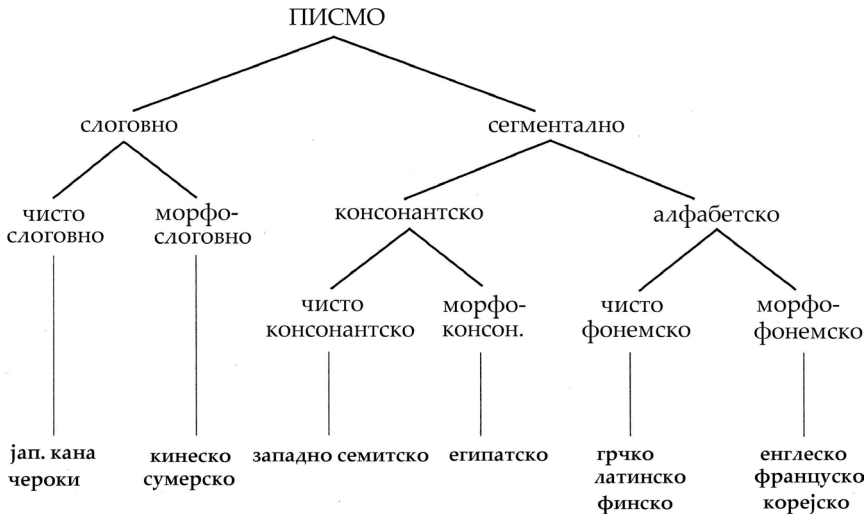 ПИСМО
слоговно
сегментално
чисто
слоговно
морфо-
слоговно
консонантско
алфабетско
чисто
консонантско
морфо-
консон.
чисто
фонемско
морфо-
фонемско
јап. кана
чероки
кинеско
сумерско
западно семитско
египатско
грчко
латинско
финско
енглеско
француско
корејско